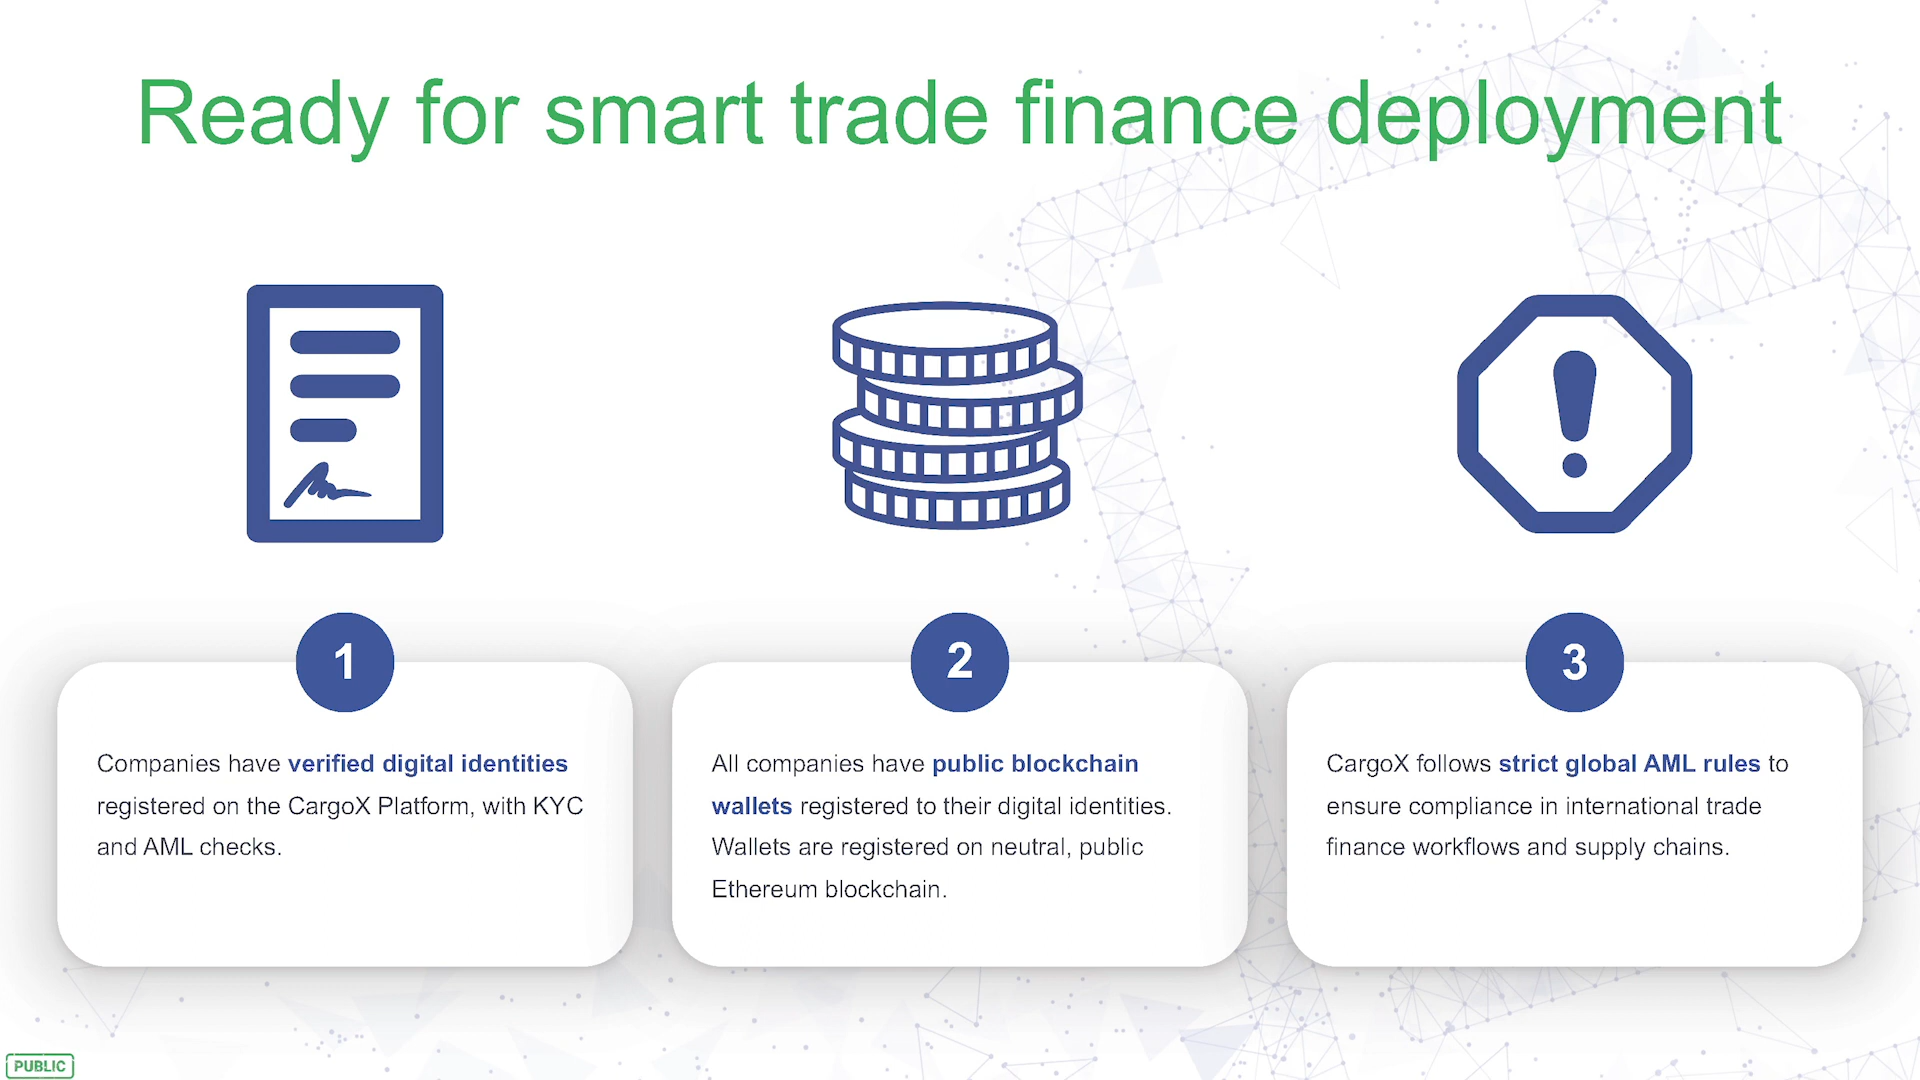 Ready for smart trade finance deployment
1
Companies have verified digital identities
registered on the CargoX Platform, with KYC
and AML checks.
2
All companies have public blockchain
wallets registered to their digital identities.
Wallets are registered on neutral, public
Ethereum blockchain.
3
CargoX follows strict global AML rules to
ensure compliance in international trade
finance workflows and supply chains.
PUBLIC